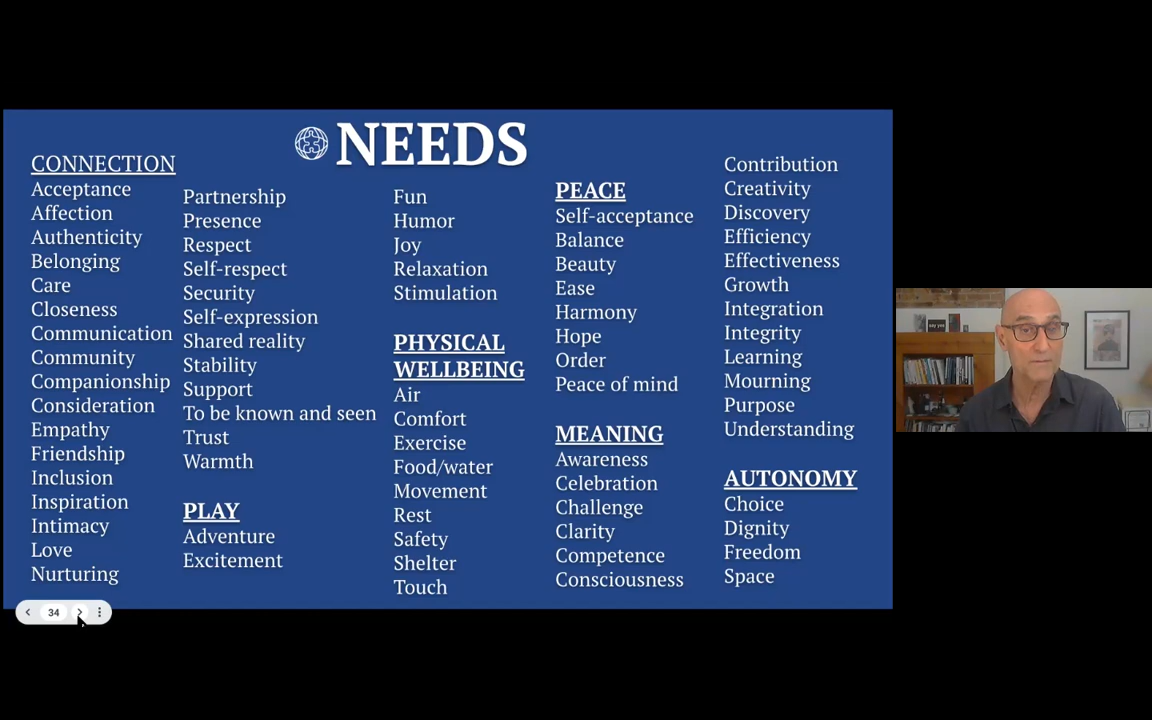 NEEDS
CONNECTION
Acceptance
Affection
Authenticity
Belonging
Care
Closeness
Communication
Community
Companionship
Consideration
Empathy
Friendship
Inclusion
Inspiration
Intimacy
Love
Nurturing
Partnership
Presence
Respect
Self-respect
Security
Self-expression
Shared reality
Stability
Support
To be known and seen
Trust
Warmth
PLAY
Adventure
Excitement
Fun
Humor
Joy
Relaxation
Stimulation
PHYSICAL
WELLBEING
Air
Comfort
Exercise
Food/water
Movement
Rest
Safety
Shelter
Touch
PEACE
Self-acceptance
Balance
Beauty
Ease
Harmony
Hope
Order
Peace of mind
MEANING
Awareness
Celebration
Challenge
Clarity
Competence
Consciousness
Contribution
Creativity
Discovery
Efficiency
Effectiveness
Growth
Integration
Integrity
Learning
Mourning
Purpose
Understanding
AUTONOMY
Choice
Dignity
Freedom
Space
34